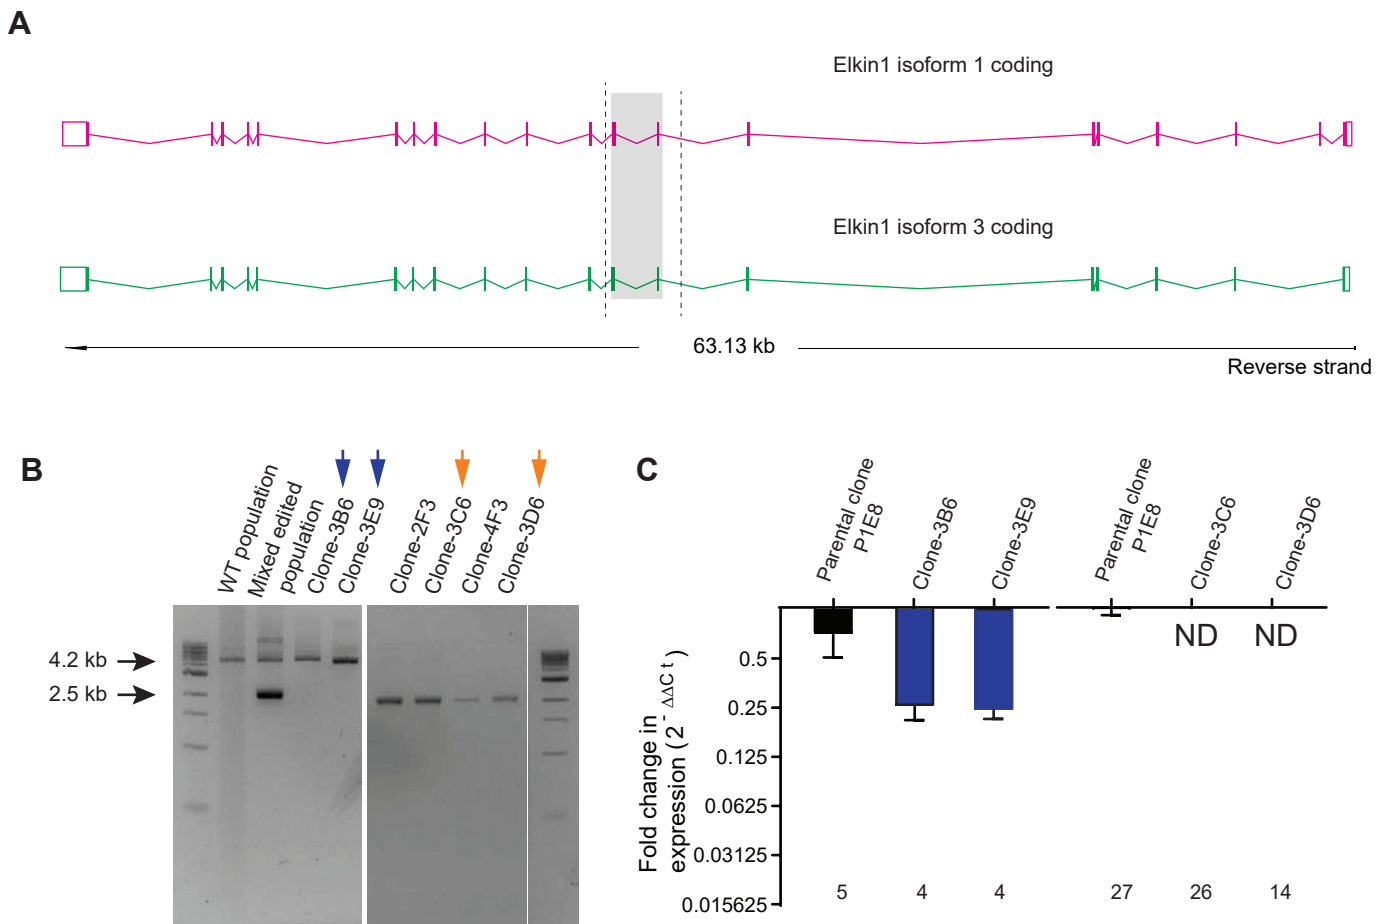 A
Elkin1 isoform 1 coding
Elkin1 isoform 3 coding
63.13 kb
Reverse strand
B
WT population
Mixed edited
population
Clone-3B6
Clone-3E9
Clone-2F3
Clone-3C6
Clone-4F3
Clone-3D6
4.2 kb
2.5 kb
C
Parental clone
P1E8
Clone-3B6
Clone-3E9
Parental clone
P1E8
Clone-3C6
Clone-3D6
ND
ND
Fold change in
expression (2^-ΔΔCt)
0.5
0.25
0.125
0.0625
0.03125
0.015625
5
4
4
27
26
14